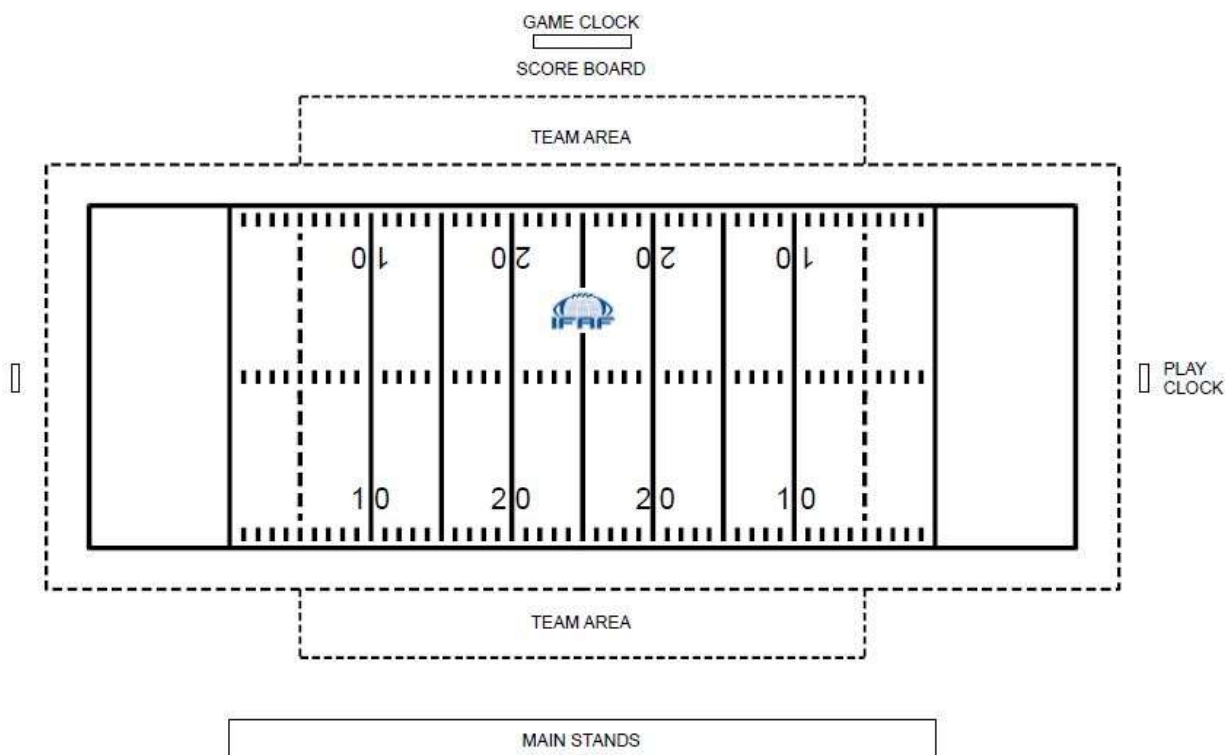 GAME CLOCK
SCORE BOARD
TEAM AREA
10 20 20 10
IFAF
PLAY
CLOCK
10 20 20 10
TEAM AREA
MAIN STANDS